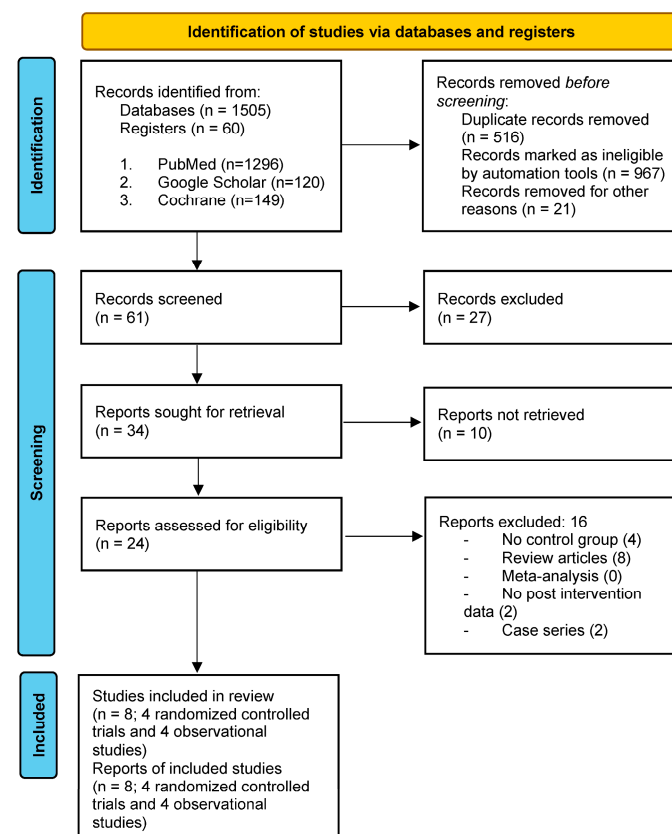 Identification of studies via databases and registers
Identification
Records identified from:
Databases (n = 1505)
Registers (n = 60)
1. PubMed (n=1296)
2. Google Scholar (n=120)
3. Cochrane (n=149)
Records removed before
screening:
Duplicate records removed
(n = 516)
Records marked as ineligible
by automation tools (n = 967)
Records removed for other
reasons (n = 21)
Screening
Records screened
(n = 61)
Records excluded
(n = 27)
Reports sought for retrieval
(n = 34)
Reports not retrieved
(n = 10)
Reports assessed for eligibility
(n = 24)
Reports excluded: 16
- No control group (4)
- Review articles (8)
- Meta-analysis (0)
- No post intervention
data (2)
- Case series (2)
Included
Studies included in review
(n = 8; 4 randomized controlled
trials and 4 observational
studies)
Reports of included studies
(n = 8; 4 randomized controlled
trials and 4 observational
studies)